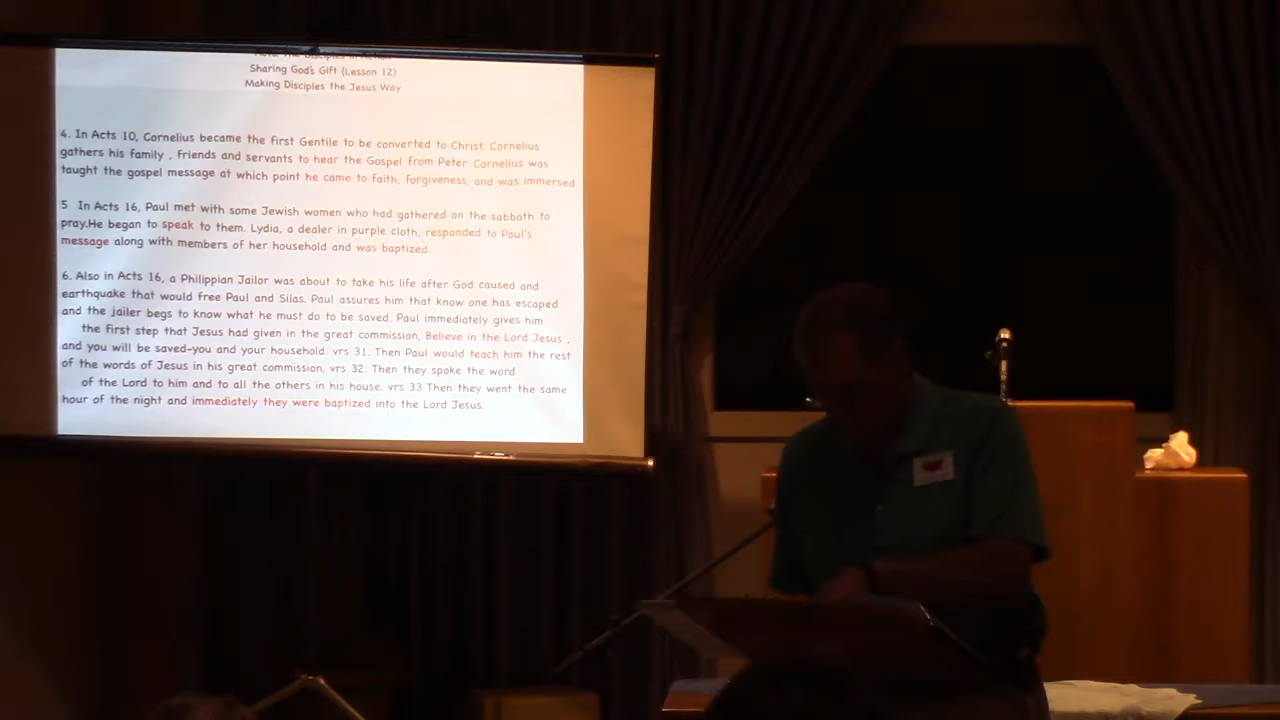 Sharing God's Gift (Lesson 12)
Making Disciples the Jesus Way
4. In Acts 10, Cornelius became the first Gentile to be converted to Christ. Cornelius
gathers his family , friends and servants to hear the Gospel from Peter. Cornelius was
taught the gospel message at which point he came to faith, forgiveness, and was immersed
5 In Acts 16, Paul met with some Jewish women who had gathered on the sabbath to
pray.He began to speak to them. Lydia, a dealer in purple cloth, responded to Paul's
message along with members of her household and was baptized.
6. Also in Acts 16, a Philippian Jailor was about to take his life after God caused and
earthquake that would free Paul and Silas. Paul assures him that know one has escaped
and the jailer begs to know what he must do to be saved. Paul immediately gives him
the first step that Jesus had given in the great commission, Believe in the Lord Jesus ,
and you will be saved-you and your household. vrs 31. Then Paul would teach him the rest
of the words of Jesus in his great commission, vrs 32: Then they spoke the word
of the Lord to him and to all the others in his house. vrs 33 Then they went the same
hour of the night and immediately they were baptized into the Lord Jesus.